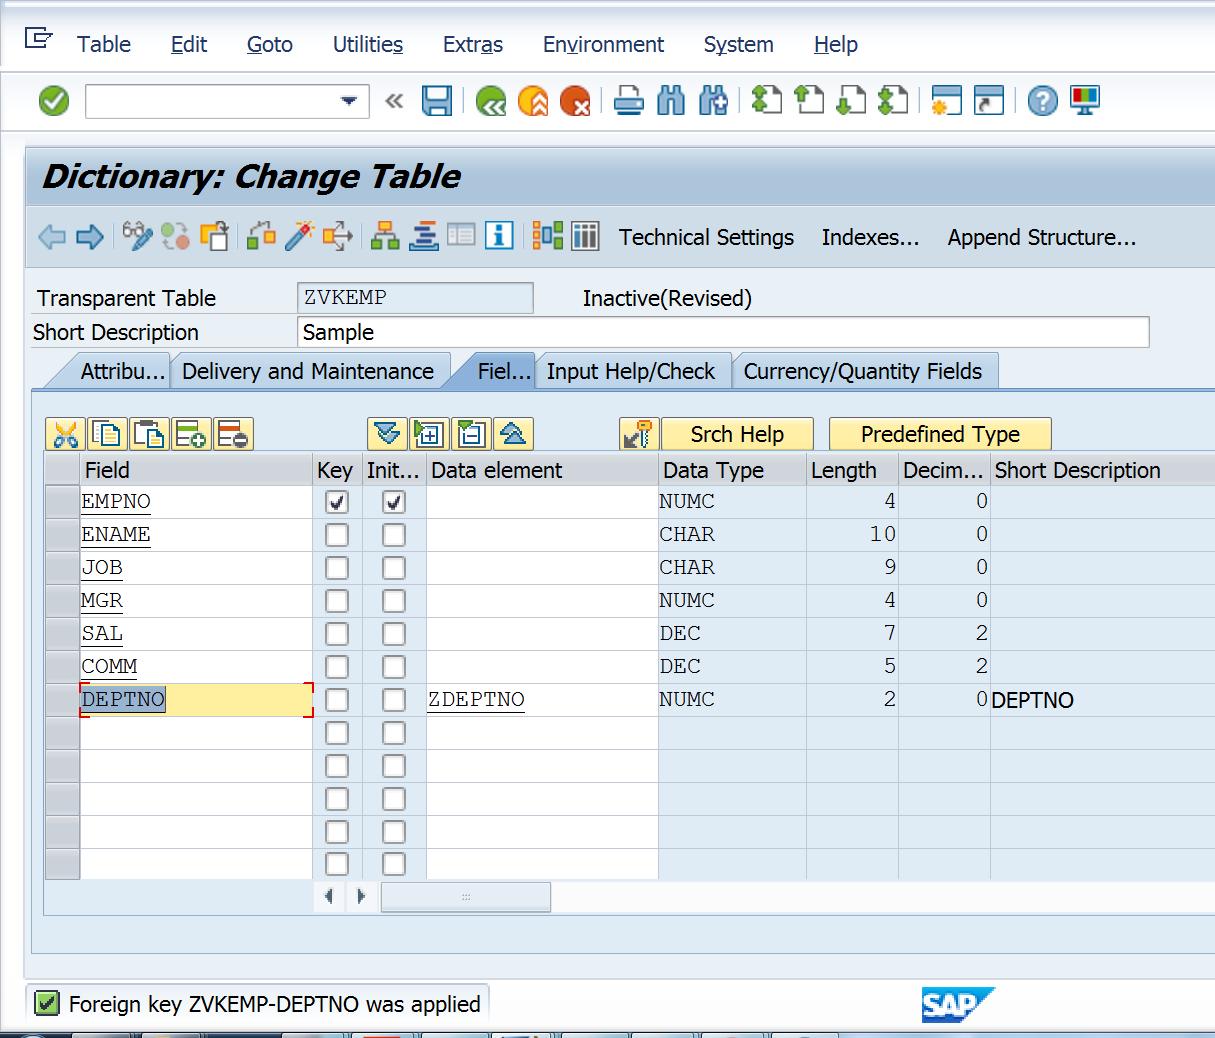 Table Edit Goto Utilities Extras Environment System Help
Dictionary: Change Table
Technical Settings Indexes... Append Structure...
Transparent Table ZVKEMP Inactive(Revised)
Short Description Sample
Attribu... Delivery and Maintenance Fiel... Input Help/Check Currency/Quantity Fields
Srch Help Predefined Type
Field Key Init... Data element Data Type Length Decim... Short Description
EMPNO NUMC 4 0
ENAME CHAR 10 0
JOB CHAR 9 0
MGR NUMC 4 0
SAL DEC 7 2
COMM DEC 5 2
DEPTNO ZDEPTNO NUMC 2 0 DEPTNO
Foreign key ZVKEMP-DEPTNO was applied
SAP